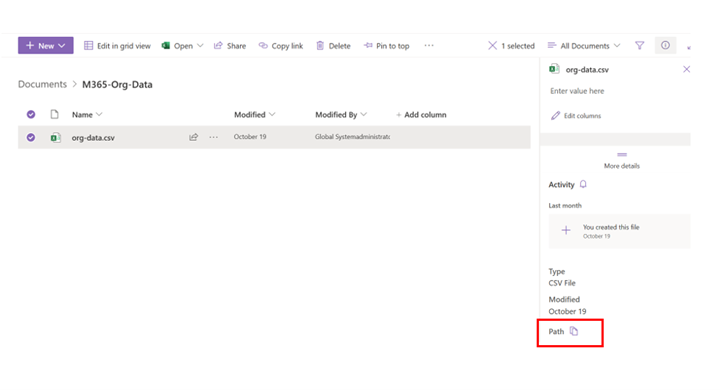 + New Edit in grid view Open Share Copy link Delete Pin to top ... 1 selected All Documents
org-data.csv
Documents > M365-Org-Data
Enter value here
Name Modified Modified By + Add column
Edit columns
org-data.csv ... October 19 Global Systemadministrato
More details
Activity
Last month
You created this file
October 19
Type
CSV File
Modified
October 19
Path